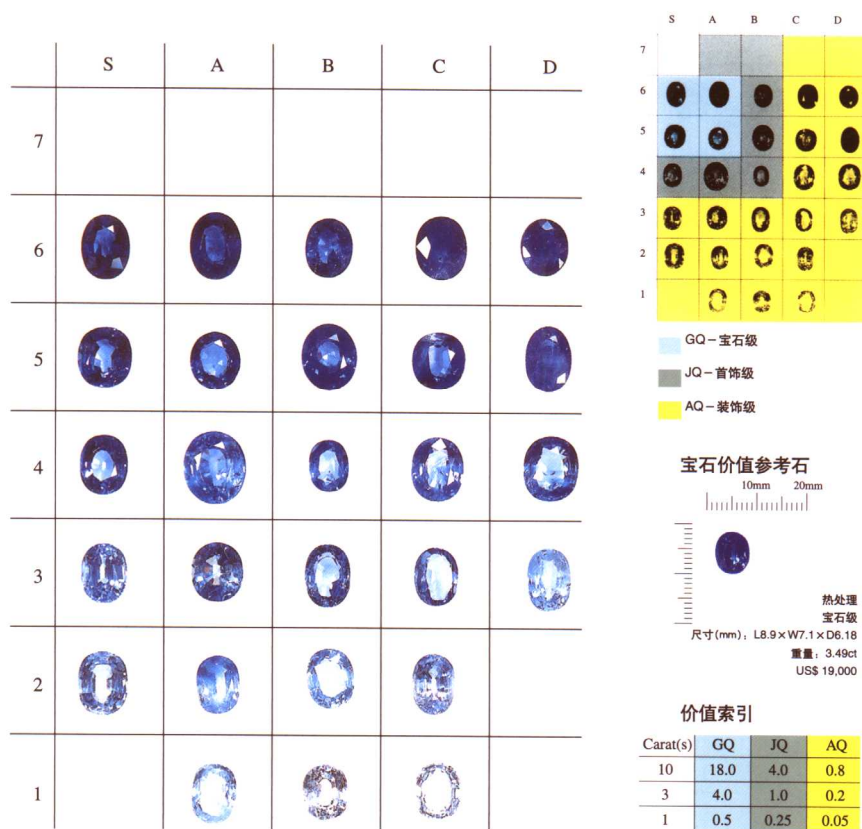 S A B C D
7
6
5
4
3
2
1
S A B C D
7
6
5
4
3
2
1
GQ－宝石级
JQ－首饰级
AQ－装饰级
宝石价值参考石
10mm 20mm
热处理
宝石级
尺寸(mm)：L8.9×W7.1×D6.18
重量：3.49ct
US$ 19,000
价值索引
Carat(s) GQ JQ AQ
10 18.0 4.0 0.8
3 4.0 1.0 0.2
1 0.5 0.25 0.05